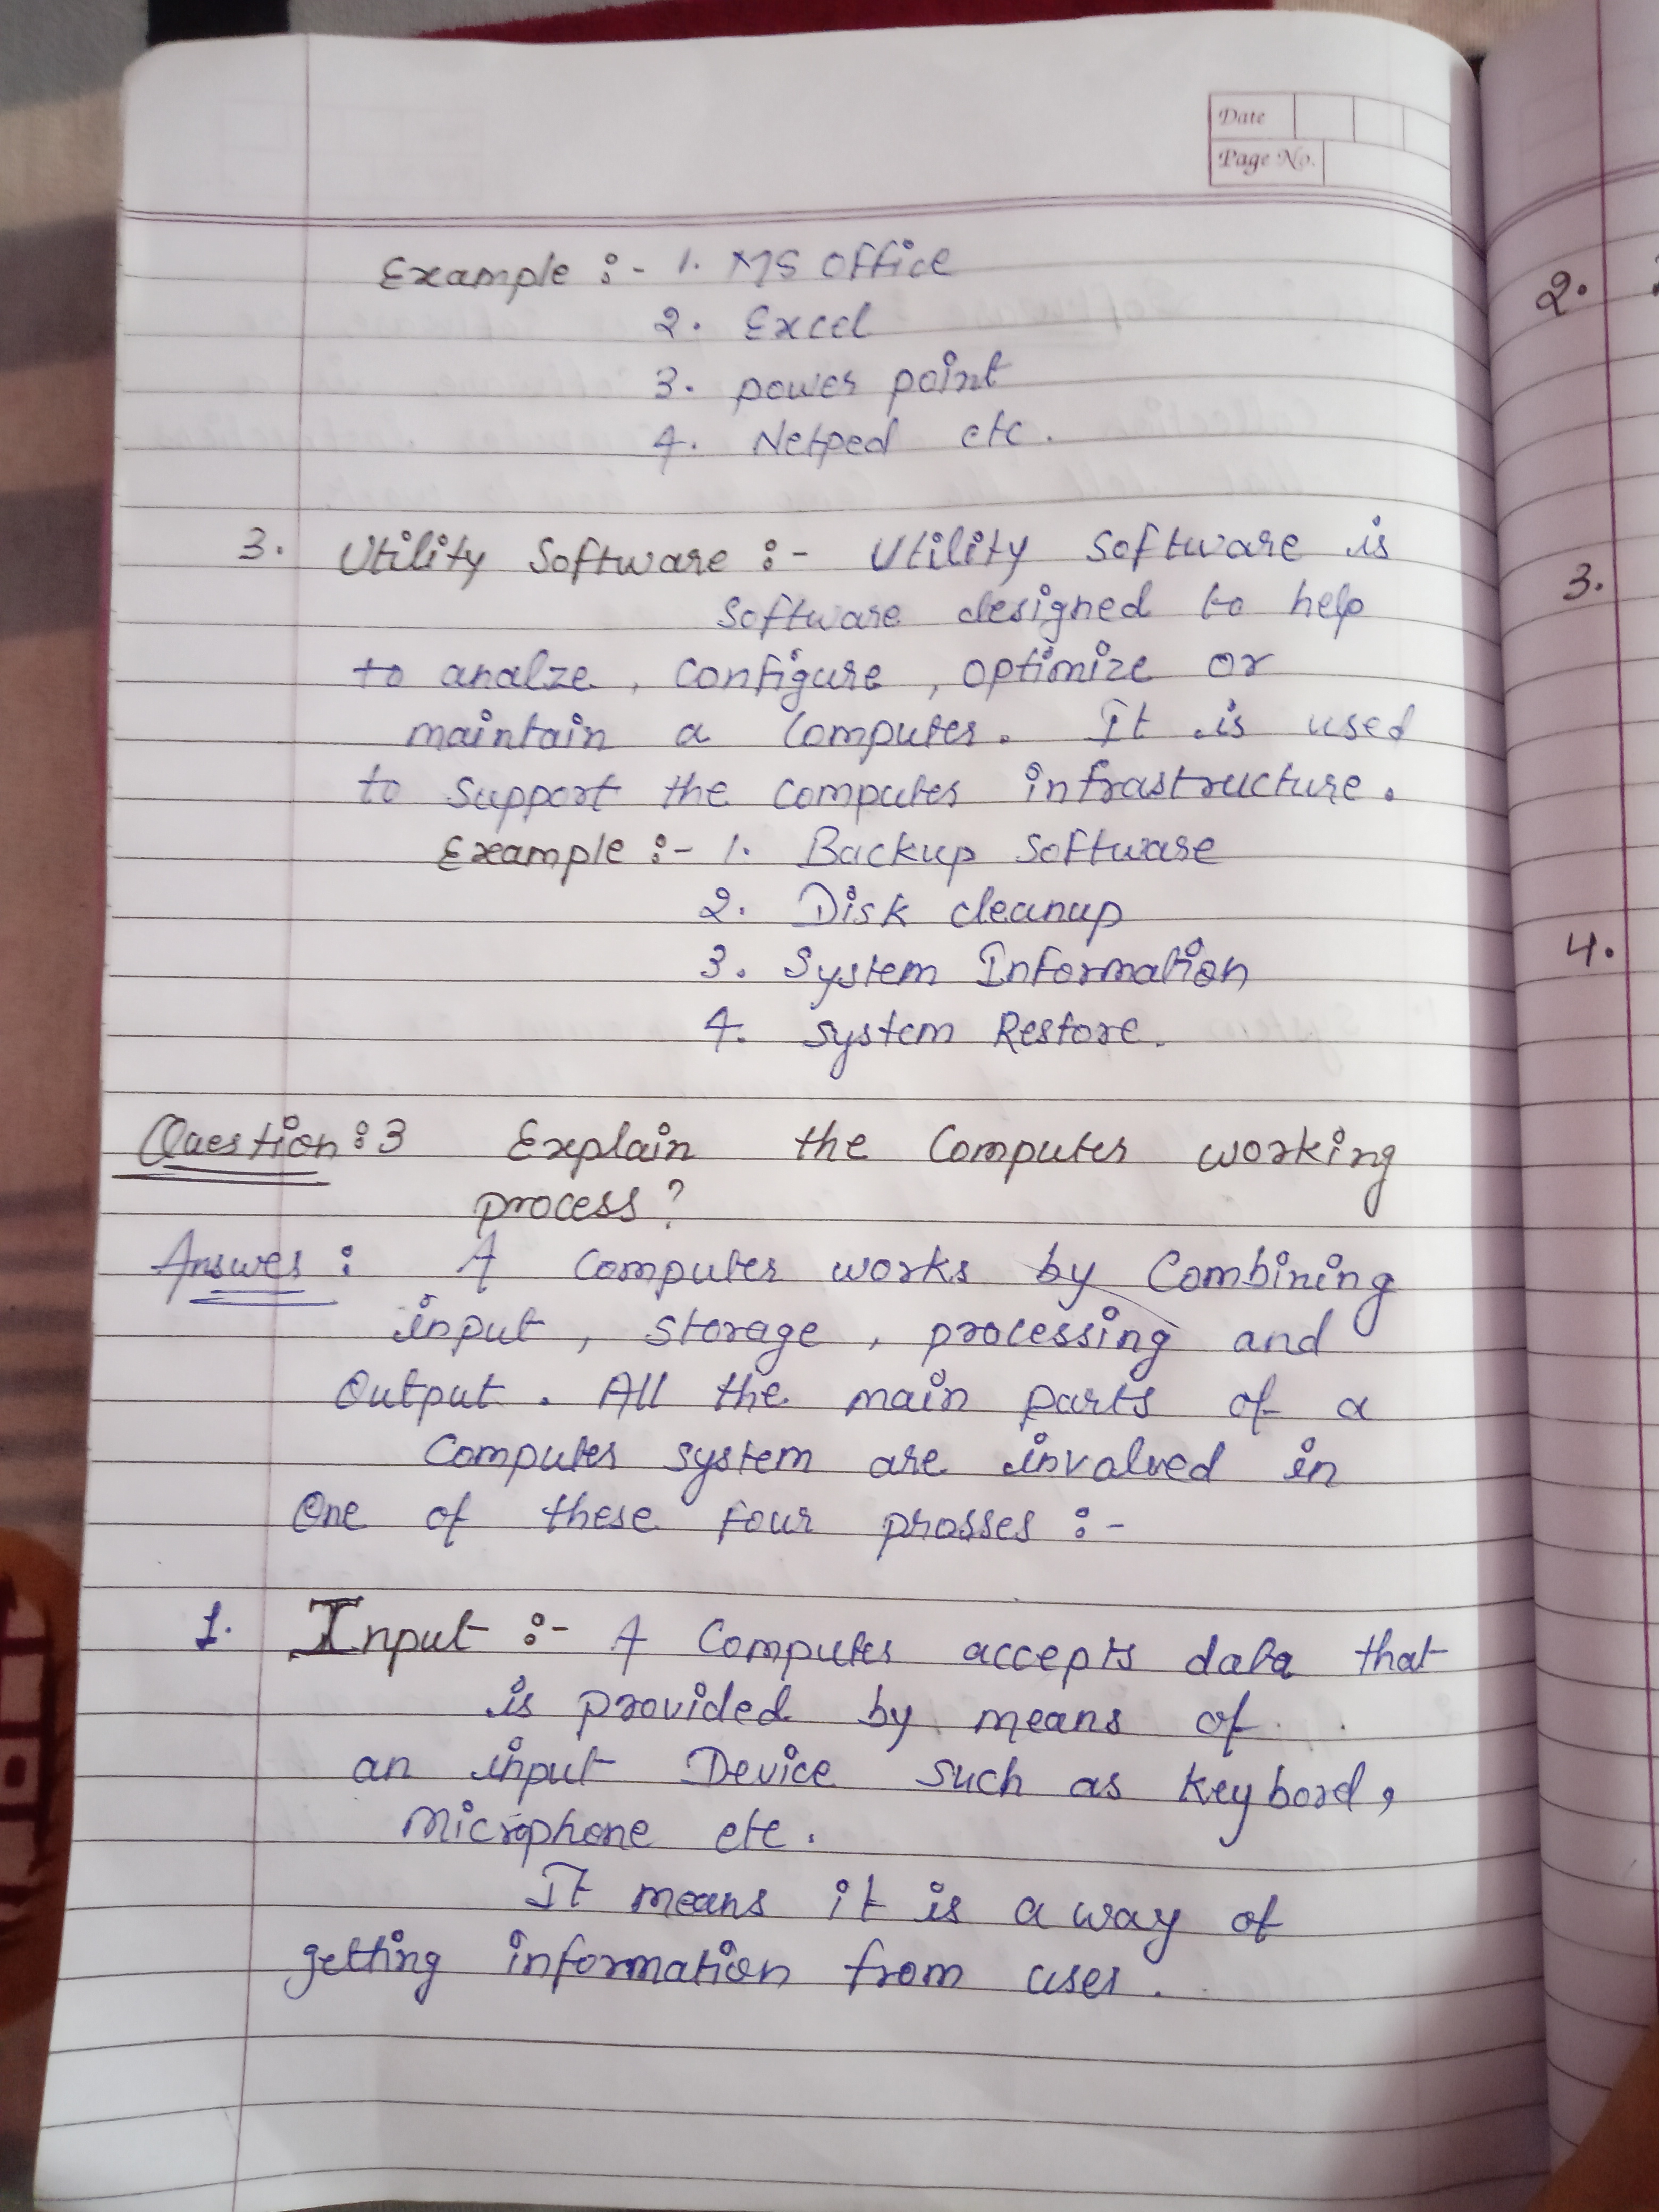 Date
Page No.
Example :- 1. MS Office
2. Excel
3. power point
4. Netped etc.
3. Utility Software :- Utility Software is
Software designed to help
to analze, Configure, Optimize or
maintain a Computer. It is used
to Support the Computer infrastructure.
Example :- 1. Backup Software
2. Disk cleanup
3. System Information
4. System Restore.
Question:3 Explain the Computer working
process?
Answer: A Computer works by Combining
input, Storage, processing and
Output. All the main parts of a
Computer system are involved in
One of these four prosses :-
1. Input :- A Computer accepts data that
is provided by means of
an input Device such as Keybord,
Microphone etc.
It means it is a way of
getting information from user.
2.
3.
4.